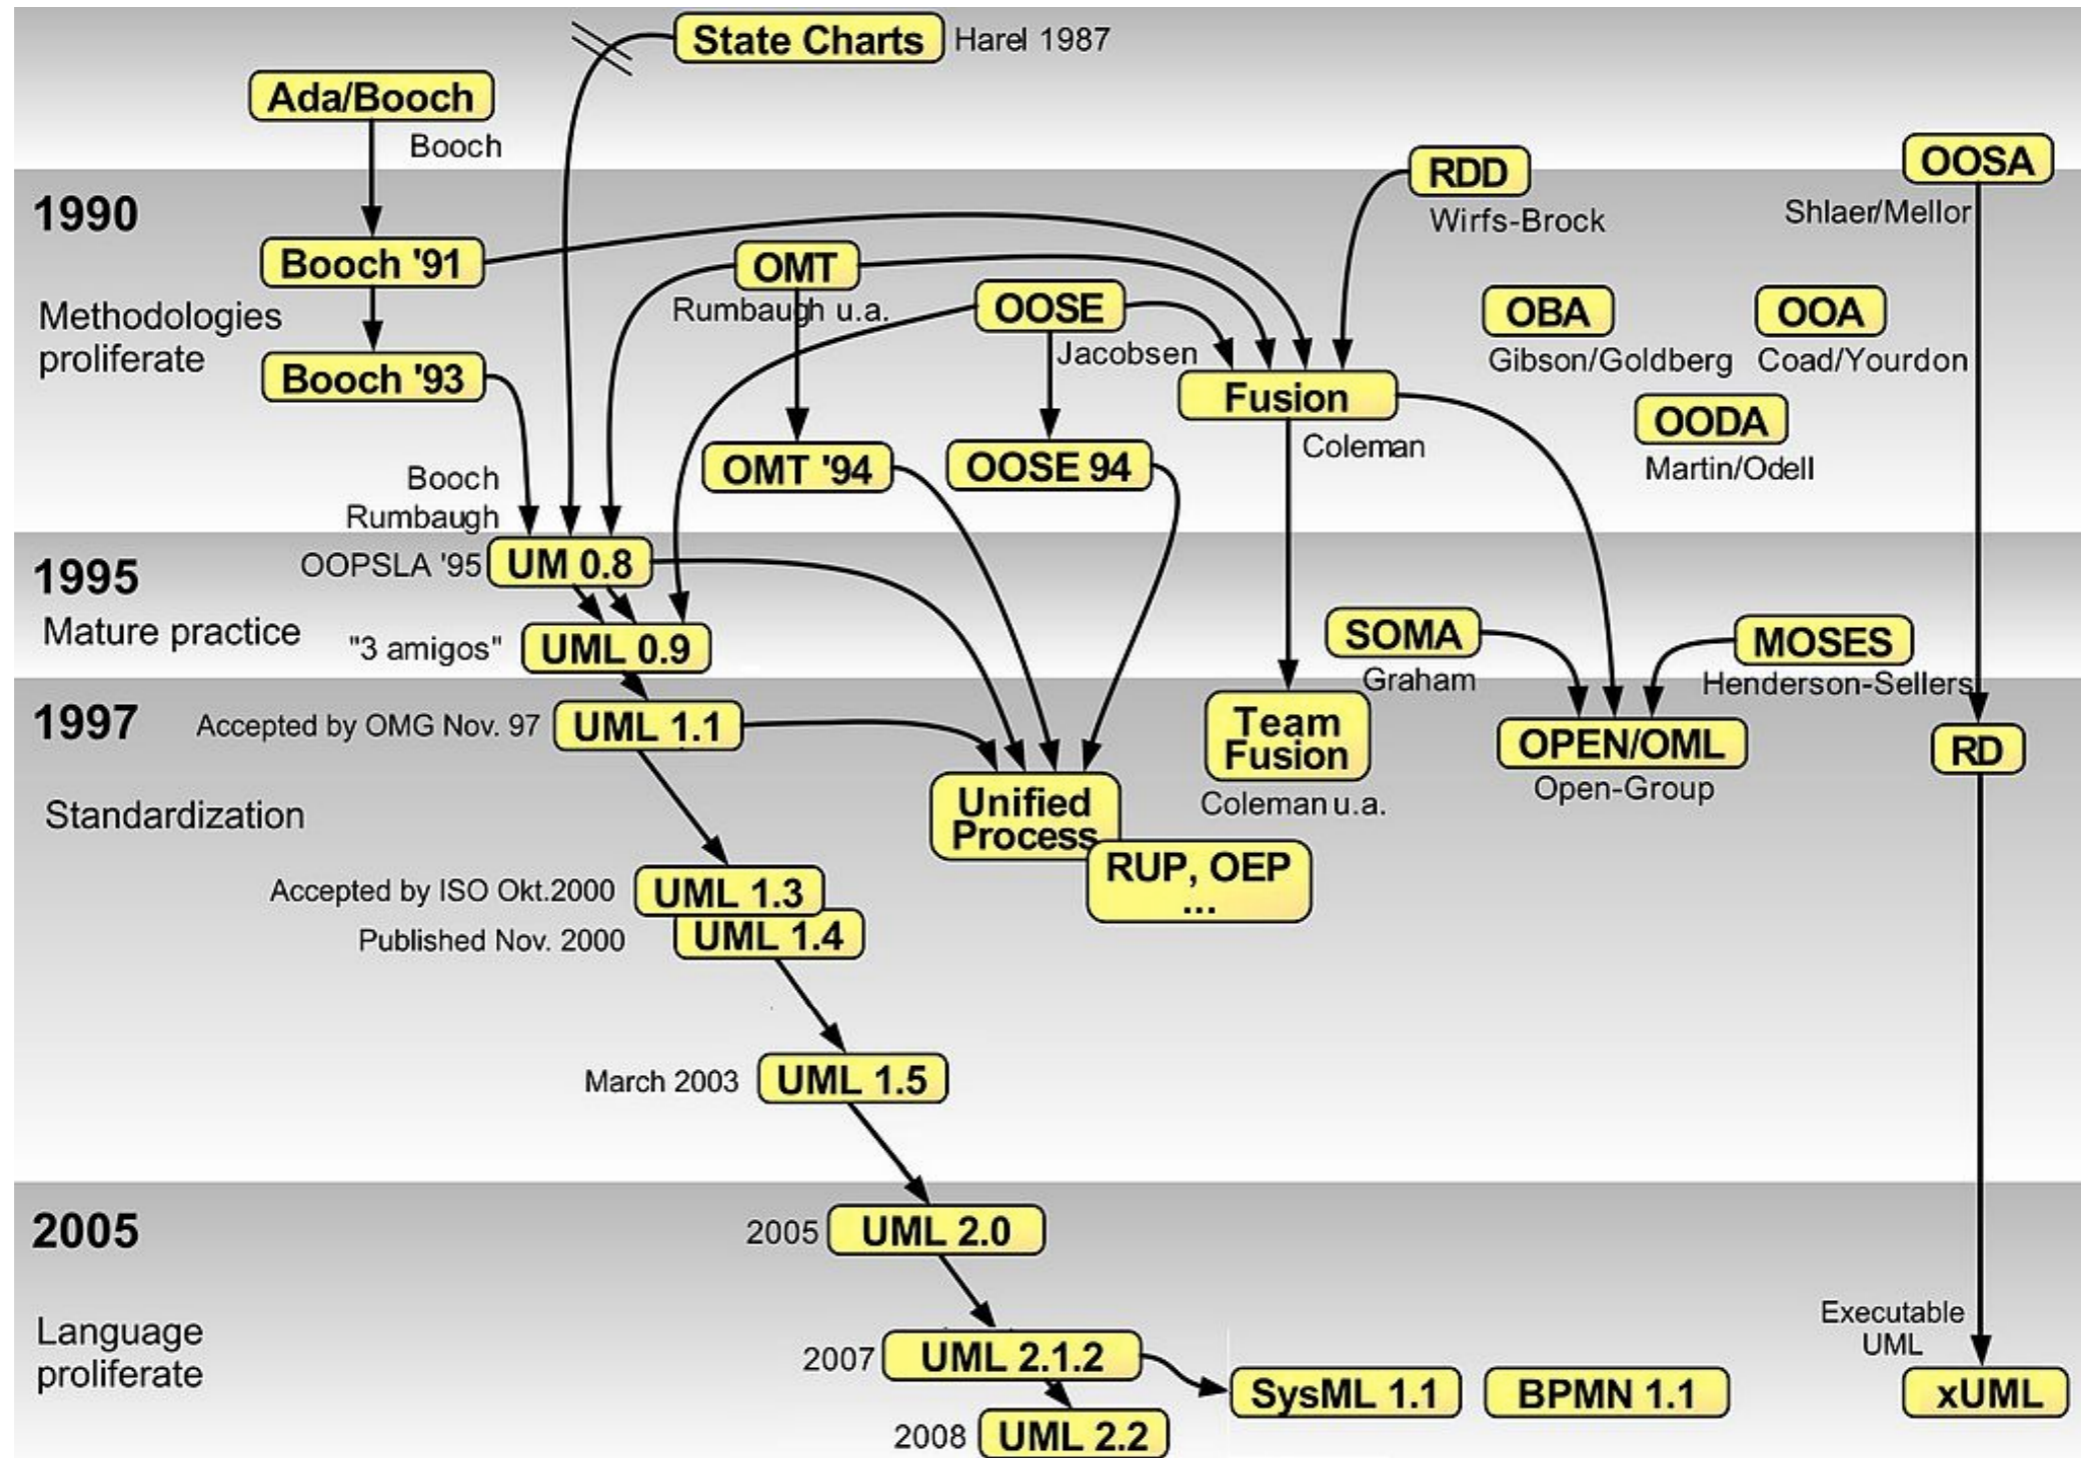 State Charts Harel 1987
Ada/Booch
Booch
RDD
Wirfs-Brock
OOSA
Shlaer/Mellor
1990
Methodologies
proliferate
Booch '91
OMT
Rumbaugh u.a.
OOSE
Jacobsen
OBA
Gibson/Goldberg
OOA
Coad/Yourdon
Booch '93
Fusion
Coleman
OODA
Martin/Odell
OMT '94
OOSE 94
Booch
Rumbaugh
1995
Mature practice
OOPSLA '95 UM 0.8
"3 amigos" UML 0.9
SOMA
Graham
MOSES
Henderson-Sellers
1997
Standardization
Accepted by OMG Nov. 97 UML 1.1
Team
Fusion
Coleman u.a.
OPEN/OML
Open-Group
RD
Unified
Process
RUP, OEP
...
Accepted by ISO Okt.2000 UML 1.3
Published Nov. 2000 UML 1.4
March 2003 UML 1.5
2005
Language
proliferate
2005 UML 2.0
2007 UML 2.1.2
2008 UML 2.2
SysML 1.1
BPMN 1.1
Executable
UML
xUML